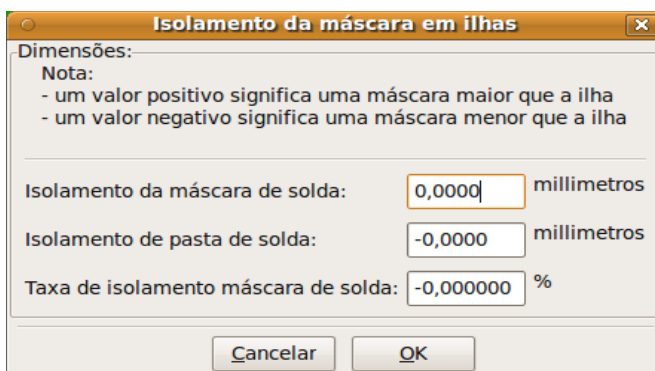 Isolamento da máscara em ilhas
Dimensões:
Nota:
- um valor positivo significa uma máscara maior que a ilha
- um valor negativo significa uma máscara menor que a ilha
Isolamento da máscara de solda: 0,0000 millimetros
Isolamento de pasta de solda: -0,0000 millimetros
Taxa de isolamento máscara de solda: -0,000000 %
Cancelar OK